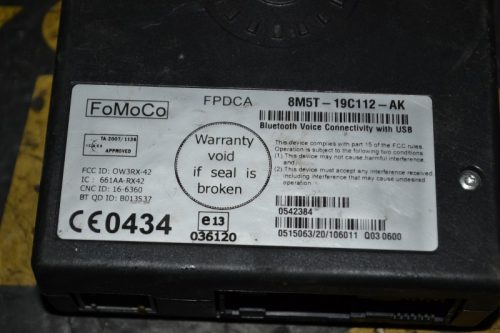 FoMoCo
FPDCA
8M5T-19C112-AK
Bluetooth Voice Connectivity with USB
TA-2007/1136
APPROVED
Warranty
void
if seal is
broken
This device complies with part 15 of the FCC rules
Operation is subject to the following two conditions
(1). This device may not cause harmful interference,
and
(2). This device must accept any interference received,
including interference that may cause undesired
operation.
FCC ID: OW3RX-42
IC : 661AA-RX42
CNC ID: 16-6360
BT QD ID: B013537
CE0434
e13
036120
0542384
0515063/20/106011 Q03 0600